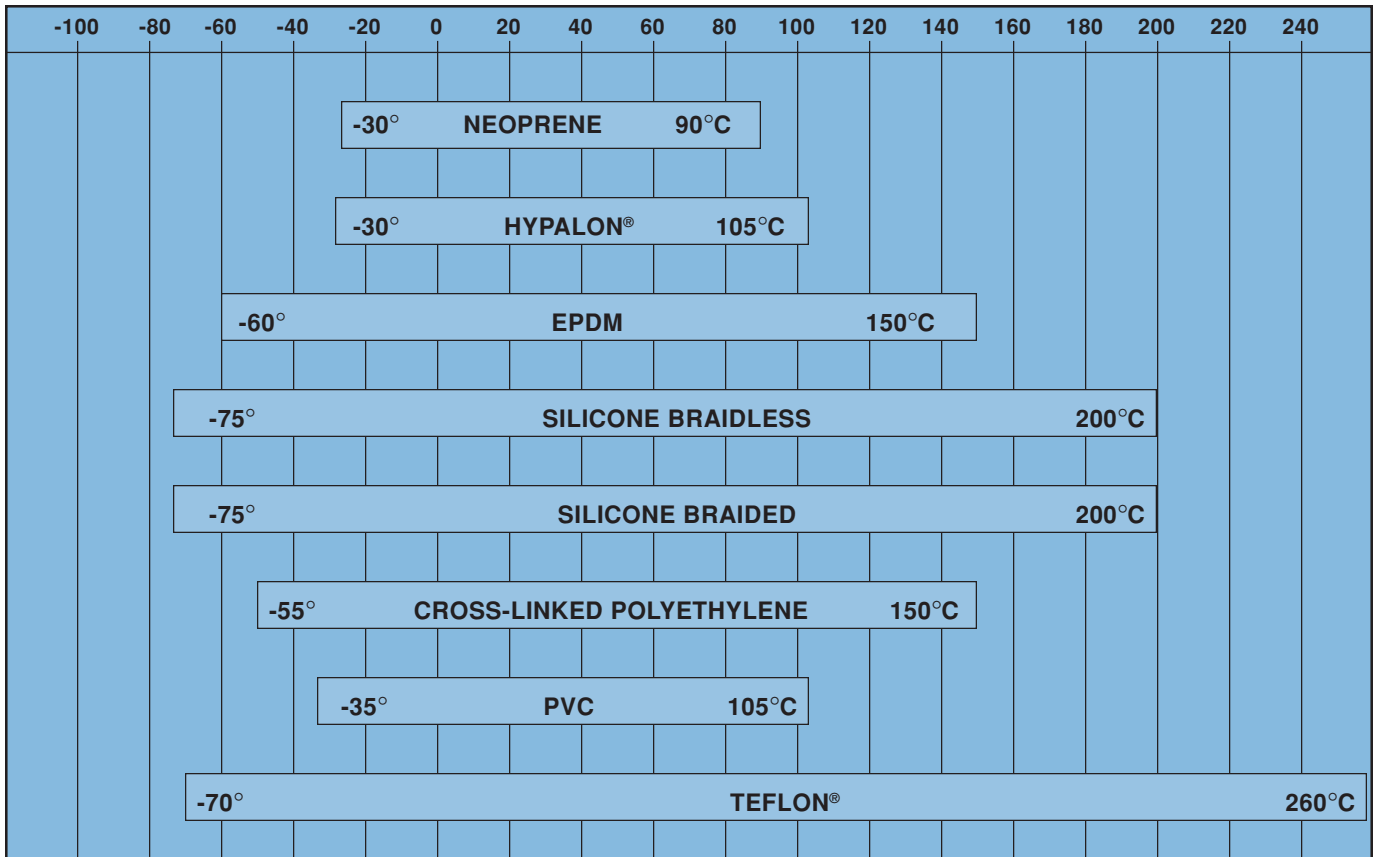 -100 -80 -60 -40 -20 0 20 40 60 80 100 120 140 160 180 200 220 240
-30° NEOPRENE 90°C
-30° HYPALON® 105°C
-60° EPDM 150°C
-75° SILICONE BRAIDLESS 200°C
-75° SILICONE BRAIDED 200°C
-55° CROSS-LINKED POLYETHYLENE 150°C
-35° PVC 105°C
-70° TEFLON® 260°C